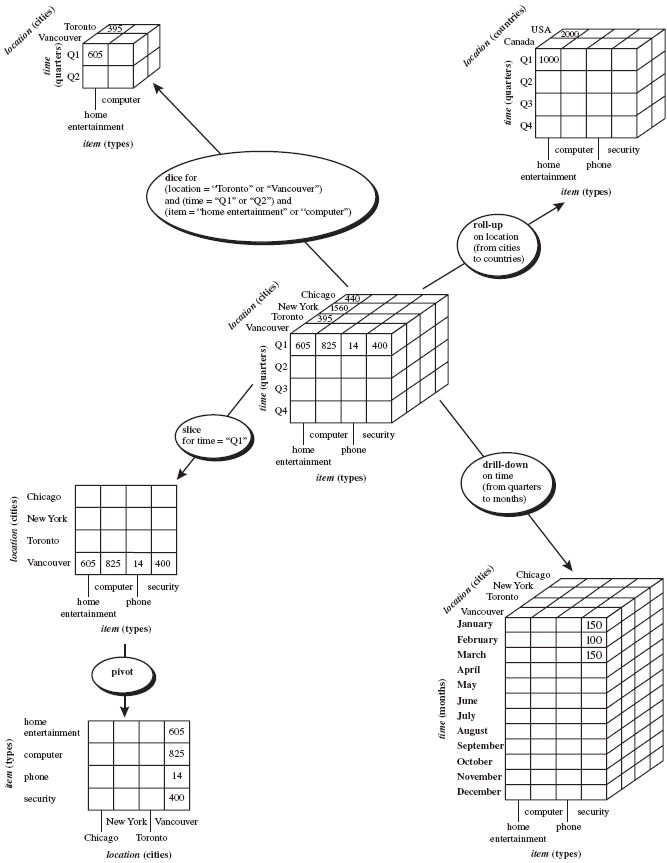 location (cities)
Toronto 395
Vancouver
Q1 605
Q2
time
(quarters)
computer
home
entertainment
item (types)
location (countries)
USA 2000
Canada
Q1 1000
Q2
Q3
Q4
time (quarters)
computer security
home phone
entertainment
item (types)
dice for
(location = “Toronto” or “Vancouver”)
and (time = “Q1” or “Q2”) and
(item = “home entertainment” or “computer”)
roll-up
on location
(from cities
to countries)
location (cities)
Chicago 440
New York 1560
Toronto 395
Vancouver
Q1 605 825 14 400
Q2
Q3
Q4
time (quarters)
computer security
home phone
entertainment
item (types)
slice
for time = “Q1”
drill-down
on time
(from quarters
to months)
Chicago
New York
Toronto
Vancouver 605 825 14 400
location (cities)
computer security
home phone
entertainment
item (types)
pivot
home
entertainment 605
computer 825
phone 14
security 400
item (types)
New York Vancouver
Chicago Toronto
location (cities)
location (cities)
Chicago
New York
Toronto
Vancouver
January 150
February 100
March 150
April
May
June
July
August
September
October
November
December
time (months)
computer security
home phone
entertainment
item (types)